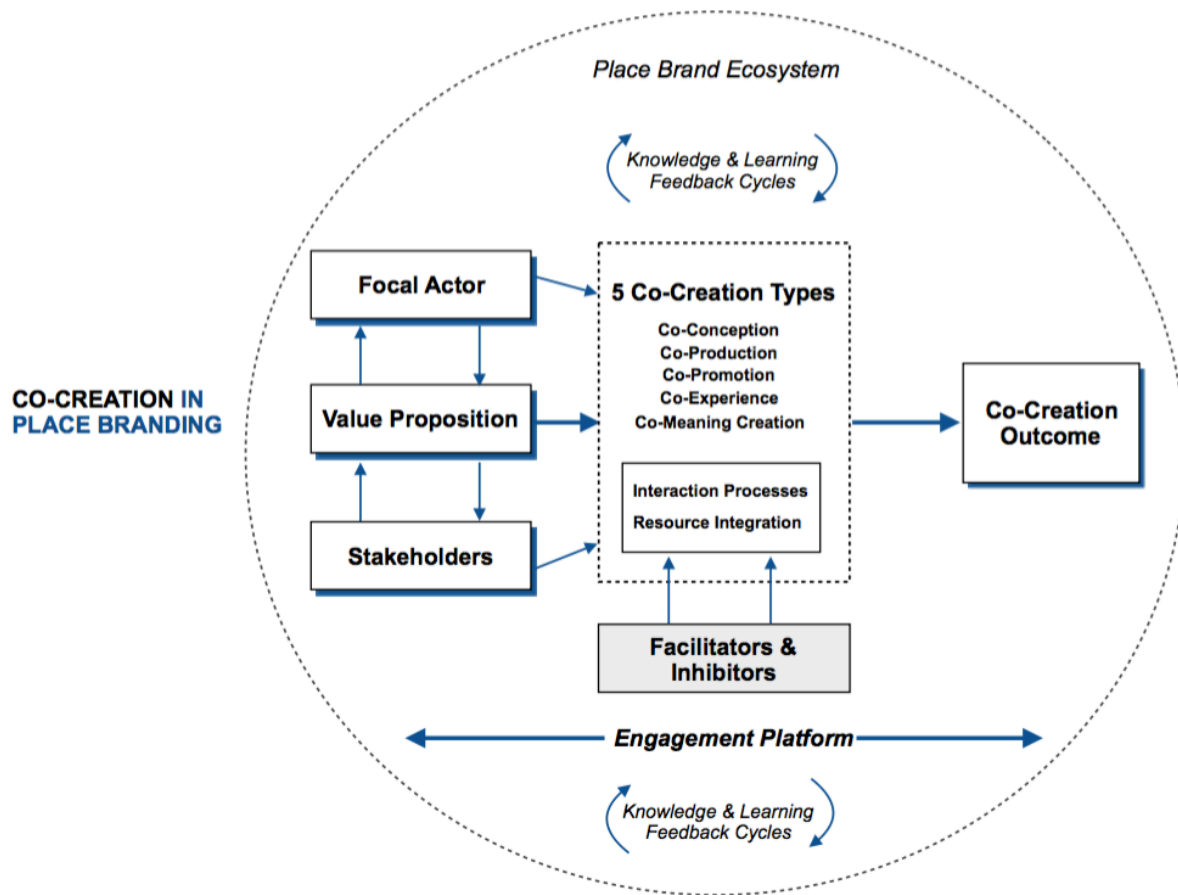 Place Brand Ecosystem
Knowledge & Learning
Feedback Cycles
Focal Actor
5 Co-Creation Types
Co-Conception
Co-Production
Co-Promotion
Co-Experience
Co-Meaning Creation
CO-CREATION IN
PLACE BRANDING
Value Proposition
Co-Creation
Outcome
Interaction Processes
Resource Integration
Stakeholders
Facilitators &
Inhibitors
Engagement Platform
Knowledge & Learning
Feedback Cycles